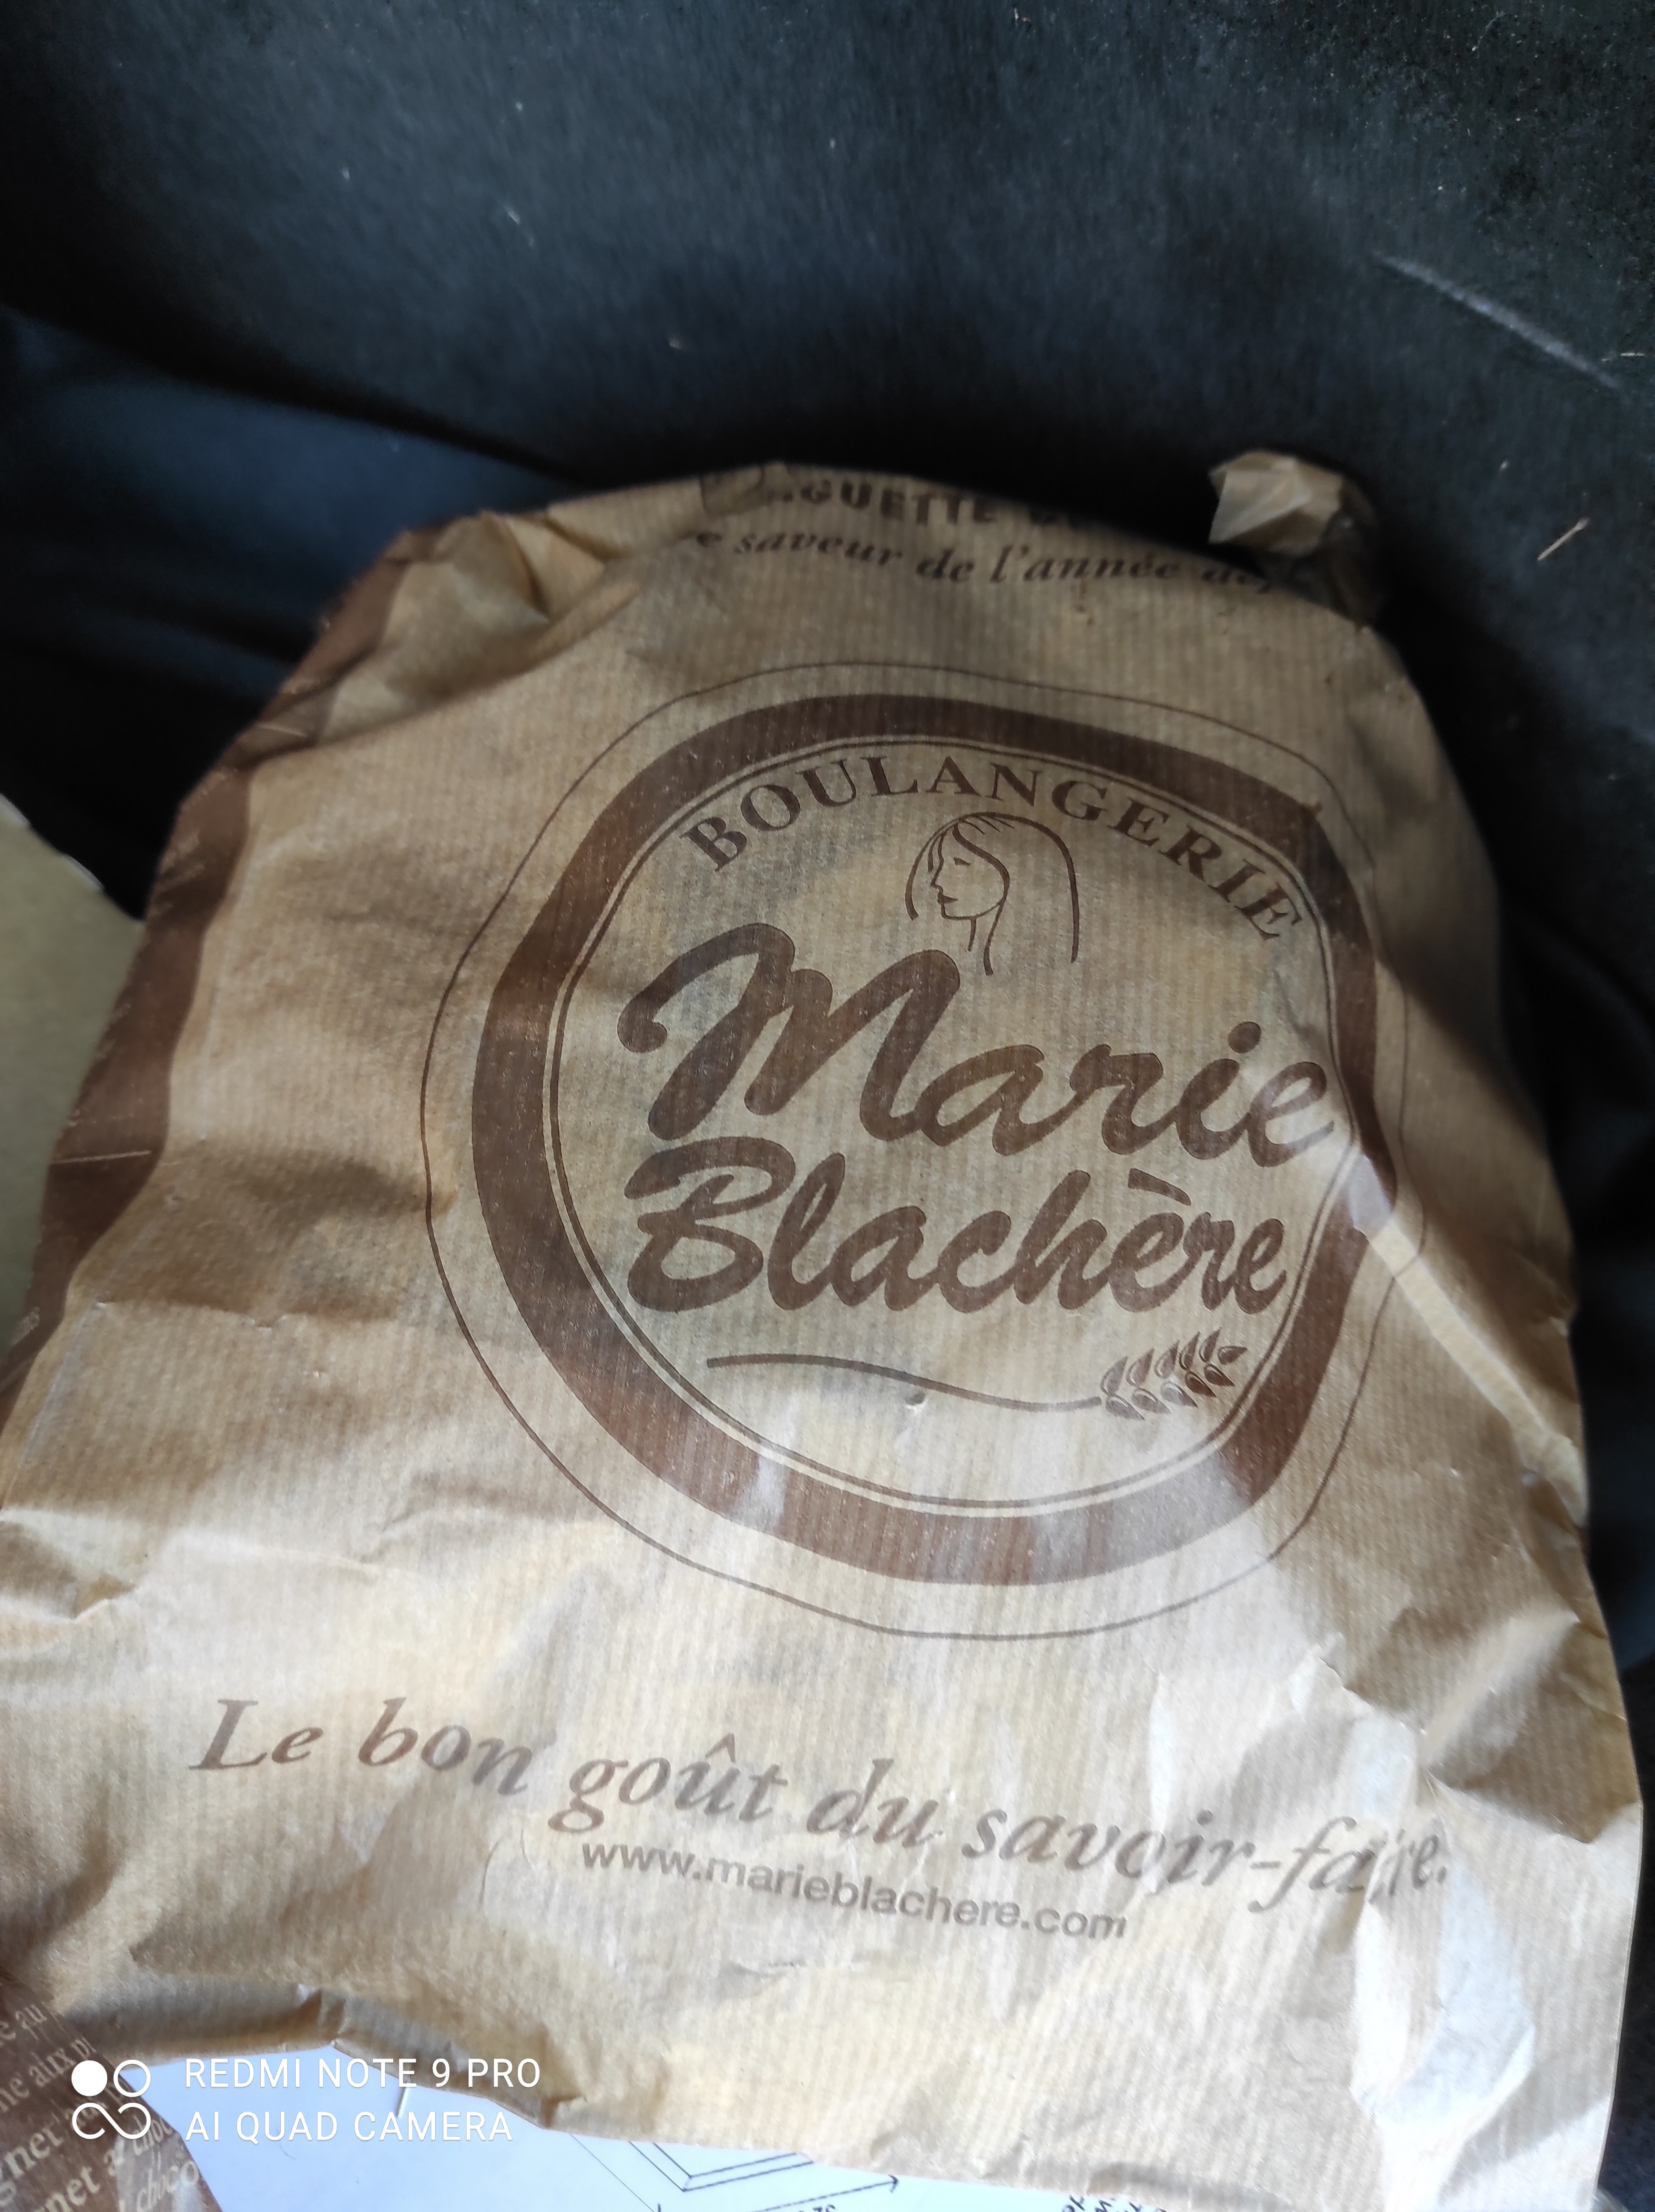 saveur de l'année
BOULANGERIE
Marie
Blachère
Le bon goût du savoir-faire.
www.marieblachere.com
REDMI NOTE 9 PRO
AI QUAD CAMERA